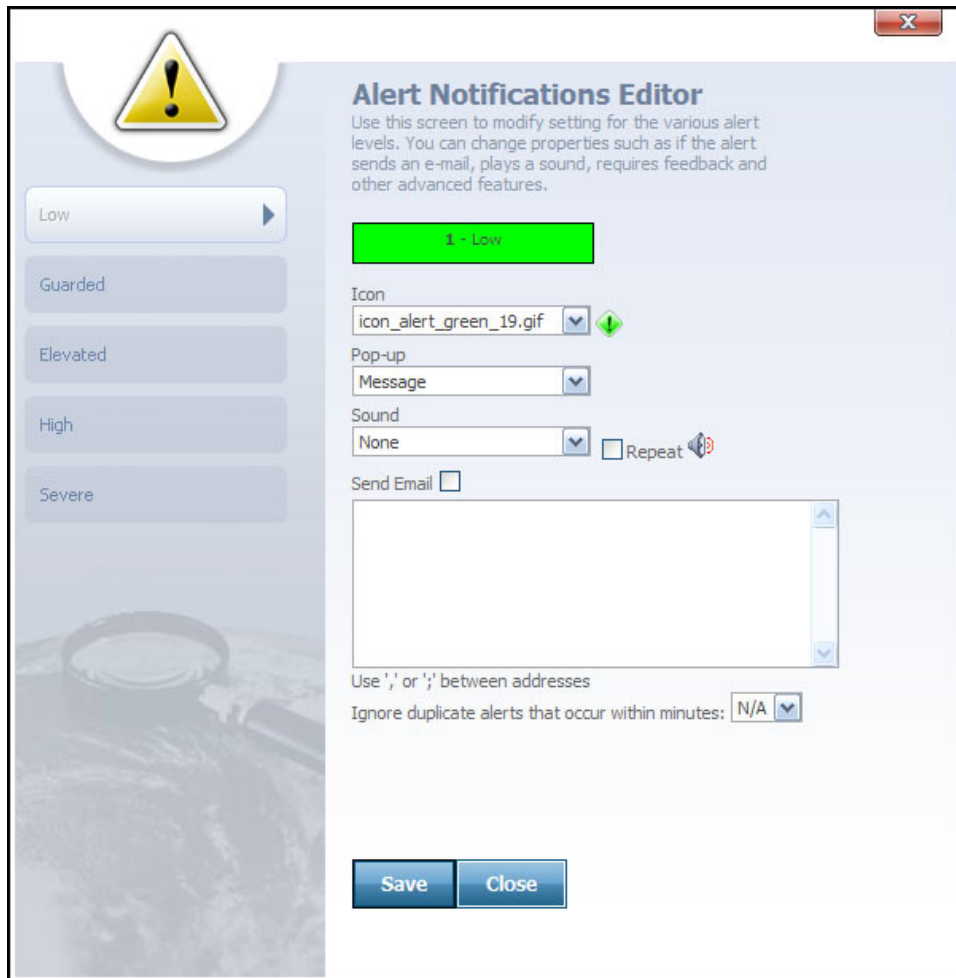 X
Alert Notifications Editor
Use this screen to modify setting for the various alert
levels. You can change properties such as if the alert
sends an e-mail, plays a sound, requires feedback and
other advanced features.
Low
Guarded
Elevated
High
Severe
1 - Low
Icon
icon_alert_green_19.gif
Pop-up
Message
Sound
None
Repeat
Send Email
Use ',' or ';' between addresses
Ignore duplicate alerts that occur within minutes: N/A
Save Close